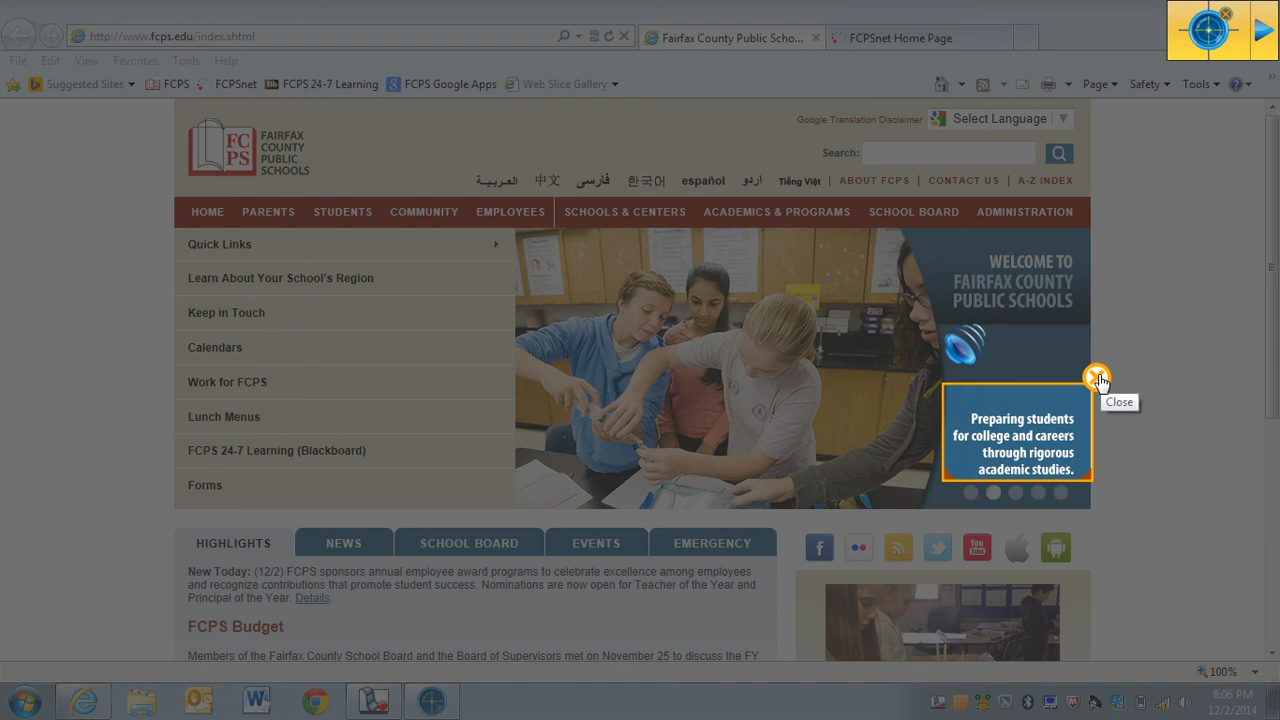 http://www.fcps.edu/index.shtml
Fairfax County Public Scho...
FCPSnet Home Page
File Edit View Favorites Tools Help
Suggested Sites FCPS FCPSnet FCPS 24-7 Learning FCPS Google Apps Web Slice Gallery
Page Safety Tools
FC
PS
FAIRFAX
COUNTY
PUBLIC
SCHOOLS
Google Translation Disclaimer Select Language
Search:
العربية 中文 فارسی 한국어 español اردو Tiếng Việt ABOUT FCPS CONTACT US A-Z INDEX
HOME PARENTS STUDENTS COMMUNITY EMPLOYEES SCHOOLS & CENTERS ACADEMICS & PROGRAMS SCHOOL BOARD ADMINISTRATION
Quick Links
Learn About Your School's Region
Keep in Touch
Calendars
Work for FCPS
Lunch Menus
FCPS 24-7 Learning (Blackboard)
Forms
WELCOME TO
FAIRFAX COUNTY
PUBLIC SCHOOLS
Close
Preparing students
for college and careers
through rigorous
academic studies.
HIGHLIGHTS NEWS SCHOOL BOARD EVENTS EMERGENCY
New Today: (12/2) FCPS sponsors annual employee award programs to celebrate excellence among employees
and recognize contributions that promote student success. Nominations are now open for Teacher of the Year and
Principal of the Year. Details.
FCPS Budget
Members of the Fairfax County School Board and the Board of Supervisors met on November 25 to discuss the FY
You Tube
100%
8:06 PM
12/2/2014